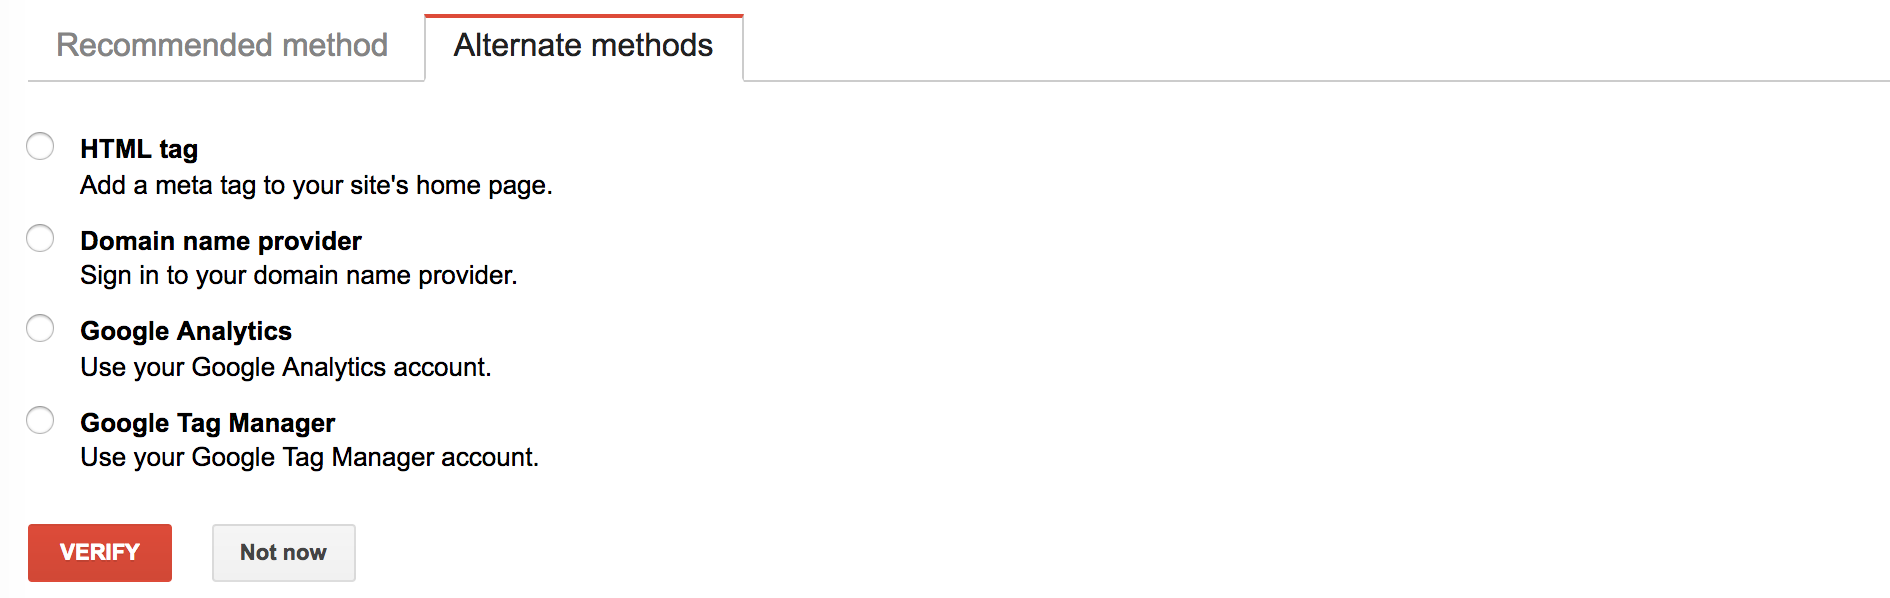 Recommended method
Alternate methods
HTML tag
Add a meta tag to your site's home page.
Domain name provider
Sign in to your domain name provider.
Google Analytics
Use your Google Analytics account.
Google Tag Manager
Use your Google Tag Manager account.
VERIFY
Not now